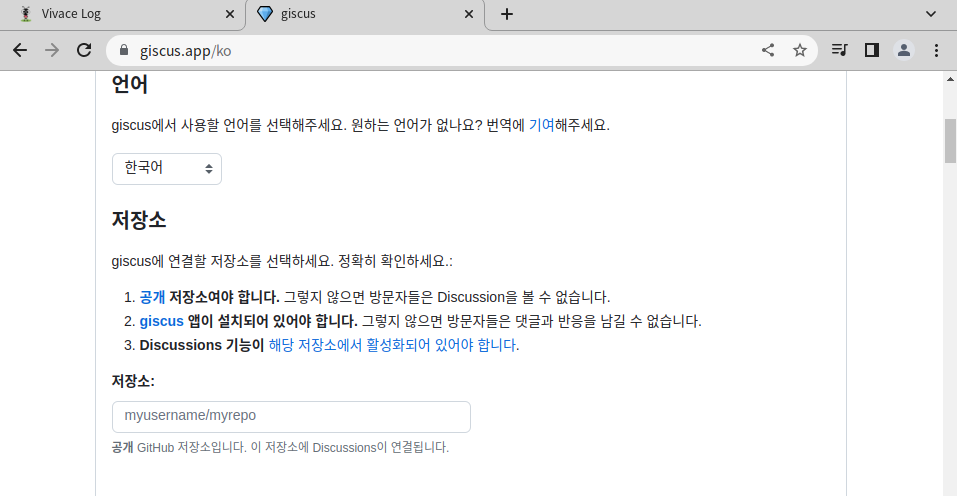 Vivace Log
giscus
giscus.app/ko
언어
giscus에서 사용할 언어를 선택해주세요. 원하는 언어가 없나요? 번역에 기여해주세요.
한국어
저장소
giscus에 연결할 저장소를 선택하세요. 정확히 확인하세요.:
1. 공개 저장소여야 합니다. 그렇지 않으면 방문자들은 Discussion을 볼 수 없습니다.
2. giscus 앱이 설치되어 있어야 합니다. 그렇지 않으면 방문자들은 댓글과 반응을 남길 수 없습니다.
3. Discussions 기능이 해당 저장소에서 활성화되어 있어야 합니다.
저장소:
myusername/myrepo
공개 GitHub 저장소입니다. 이 저장소에 Discussions이 연결됩니다.